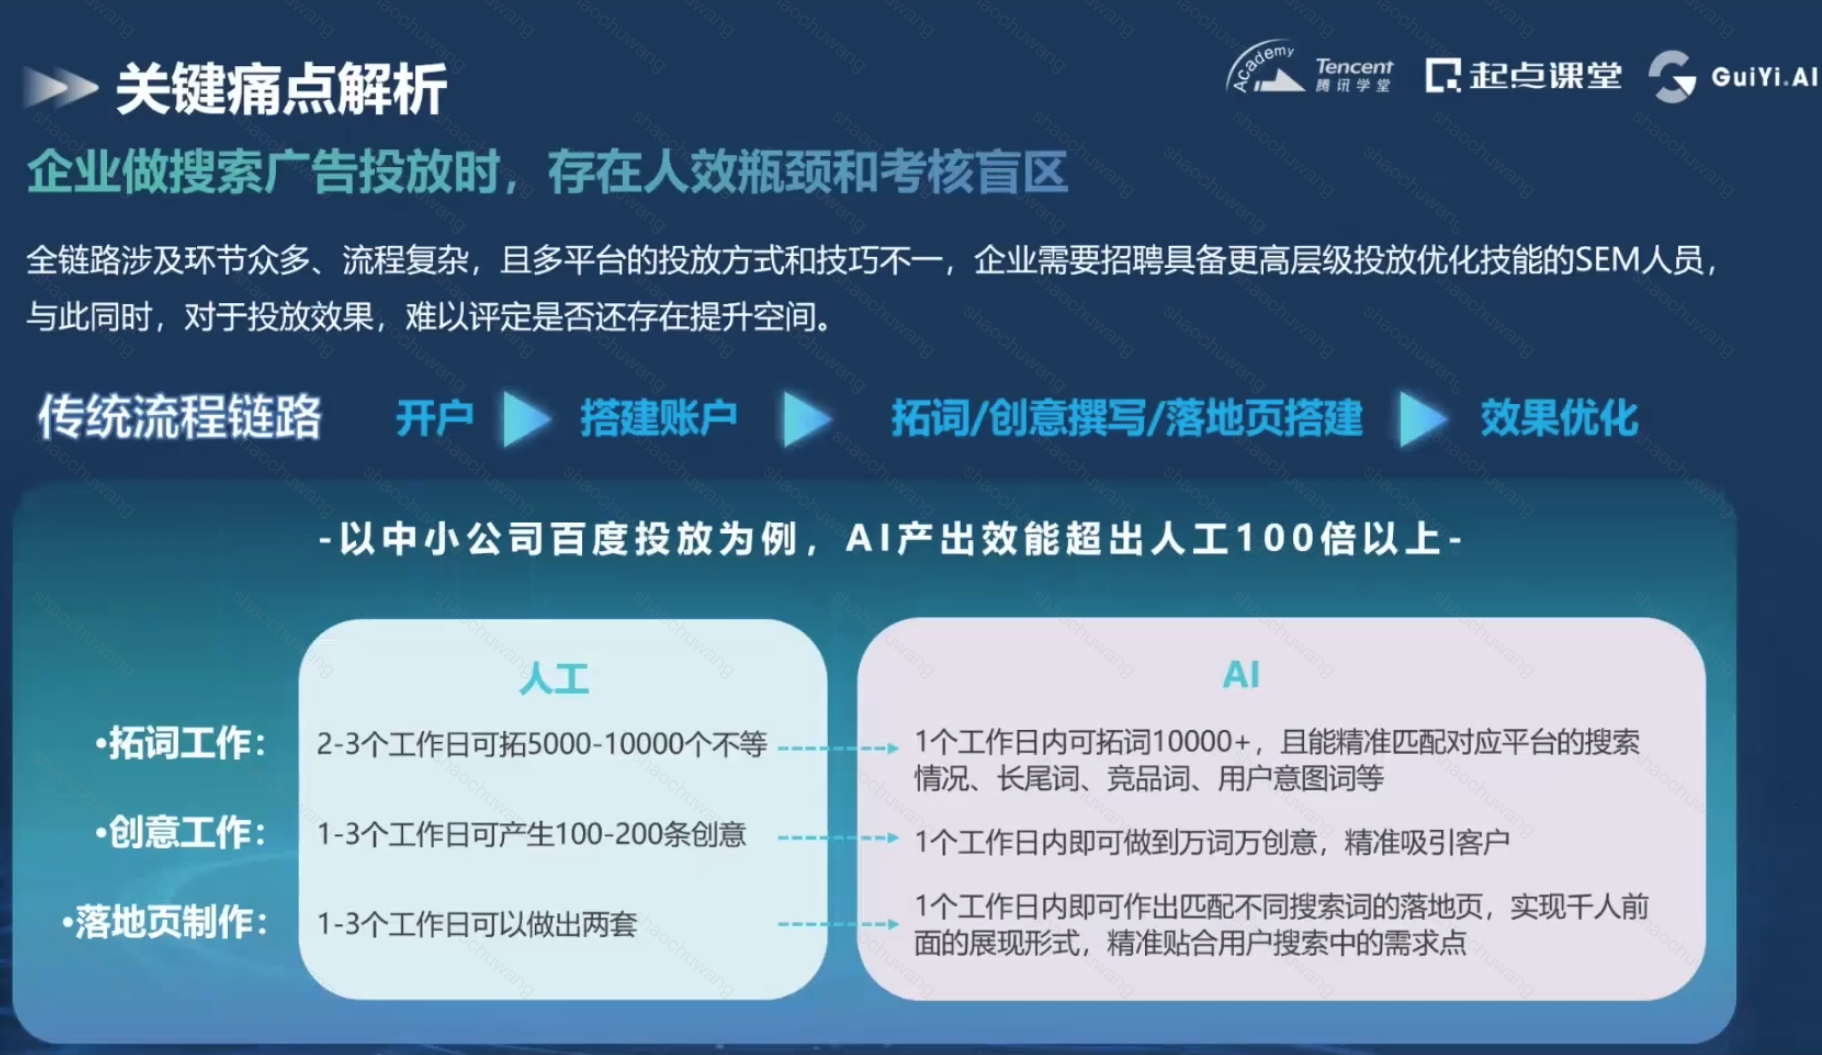 关键痛点解析
Academy
Tencent
腾讯学堂
起点课堂
GuiYi.AI
企业做搜索广告投放时，存在人效瓶颈和考核盲区
全链路涉及环节众多、流程复杂，且多平台的投放方式和技巧不一，企业需要招聘具备更高层级投放优化技能的SEM人员，
与此同时，对于投放效果，难以评定是否还存在提升空间。
传统流程链路 开户 搭建账户 拓词/创意撰写/落地页搭建 效果优化
-以中小公司百度投放为例，AI产出效能超出人工100倍以上-
人工
AI
•拓词工作：
2-3个工作日可拓5000-10000个不等
1个工作日内可拓词10000+，且能精准匹配对应平台的搜索
情况、长尾词、竞品词、用户意图词等
•创意工作：
1-3个工作日可产生100-200条创意
1个工作日内即可做到万词万创意，精准吸引客户
•落地页制作：
1-3个工作日可以做出两套
1个工作日内即可作出匹配不同搜索词的落地页，实现千人前
面的展现形式，精准贴合用户搜索中的需求点
shaochuwang